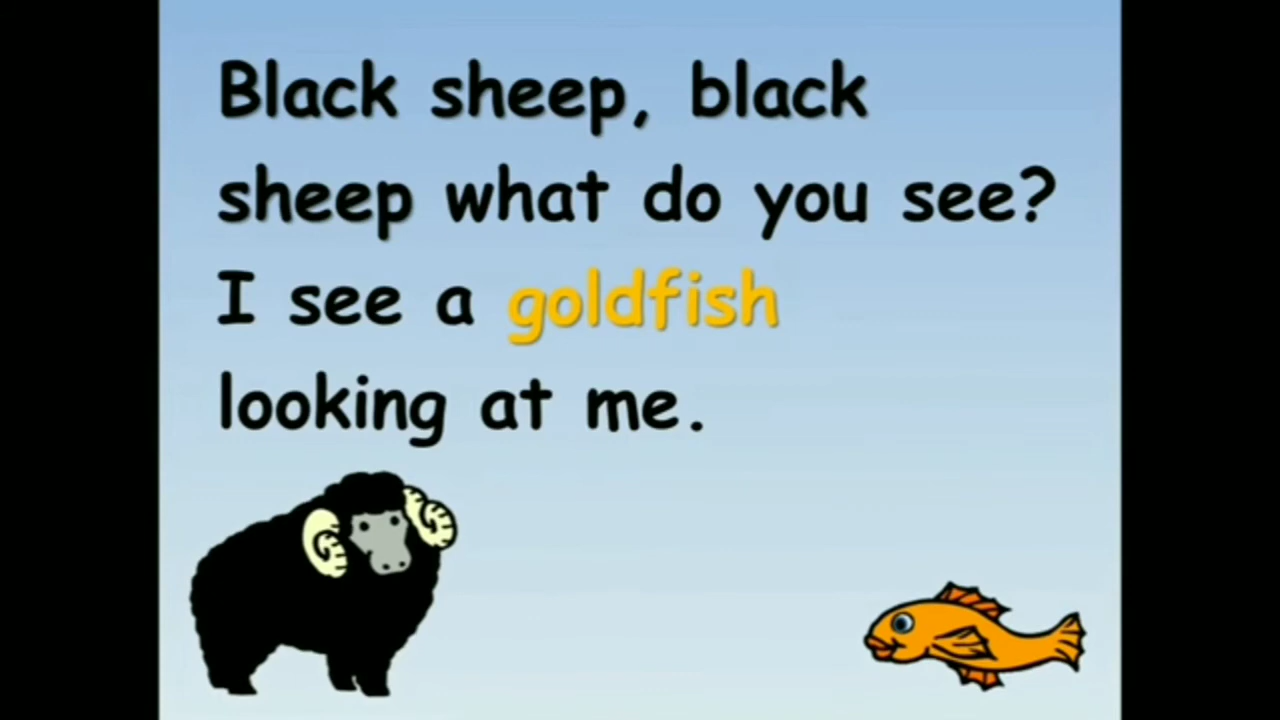 Black sheep, black
sheep what do you see?
I see a goldfish
looking at me.